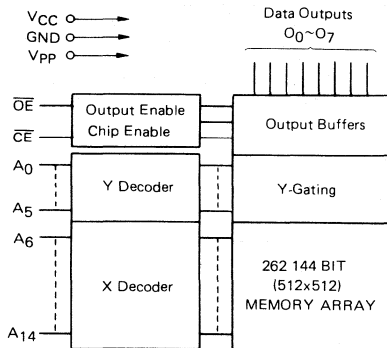 VCC
GND
VPP
Data Outputs
O0~O7
OE
CE
Output Enable
Chip Enable
Output Buffers
A0
A5
Y Decoder
Y-Gating
A6
A14
X Decoder
262 144 BIT
(512x512)
MEMORY ARRAY